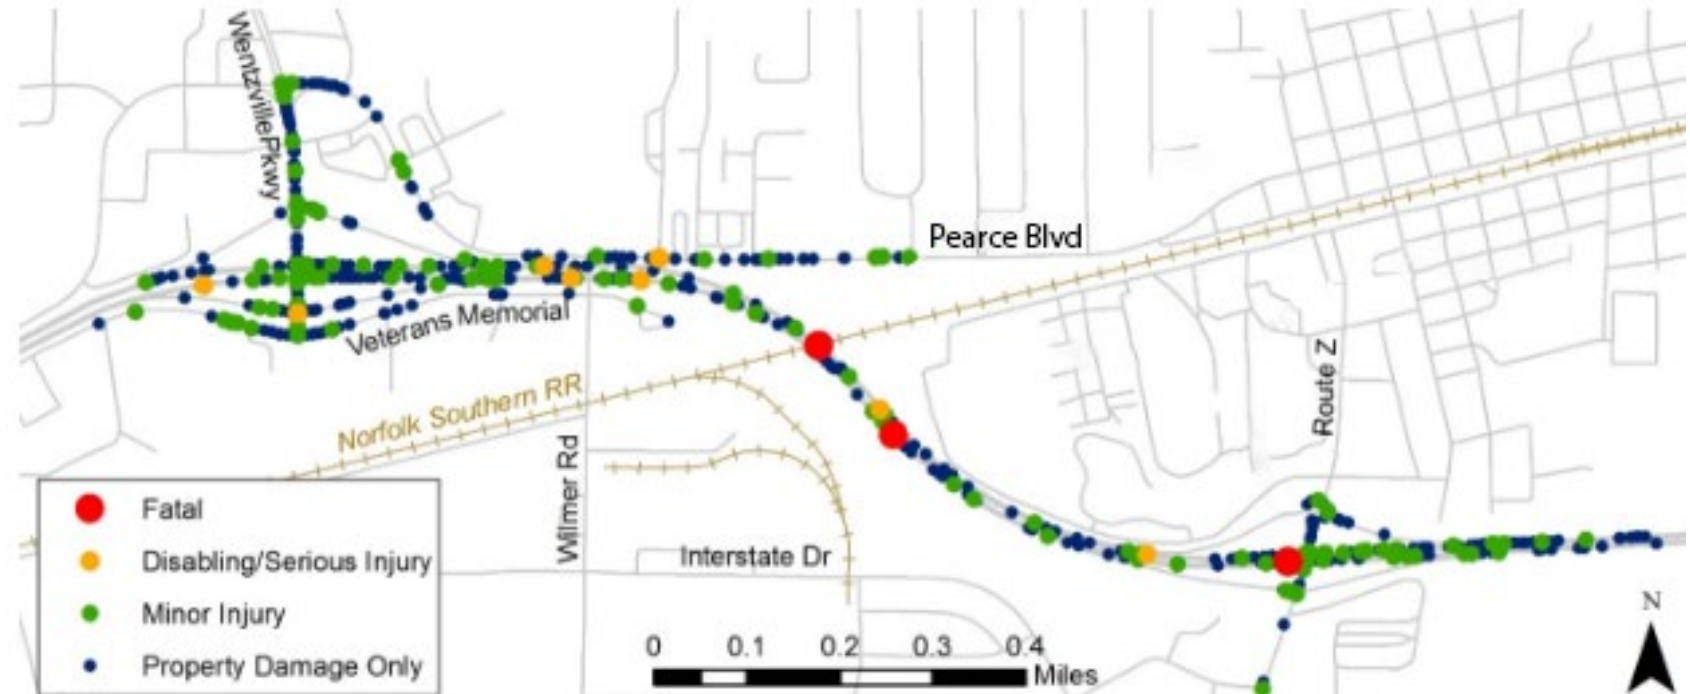 WentzvillePkwy
Pearce Blvd
Veterans Memorial
Norfolk Southern RR
Wilmer Rd
Route Z
Interstate Dr
Fatal
Disabling/Serious Injury
Minor Injury
Property Damage Only
0 0.1 0.2 0.3 0.4
Miles
N